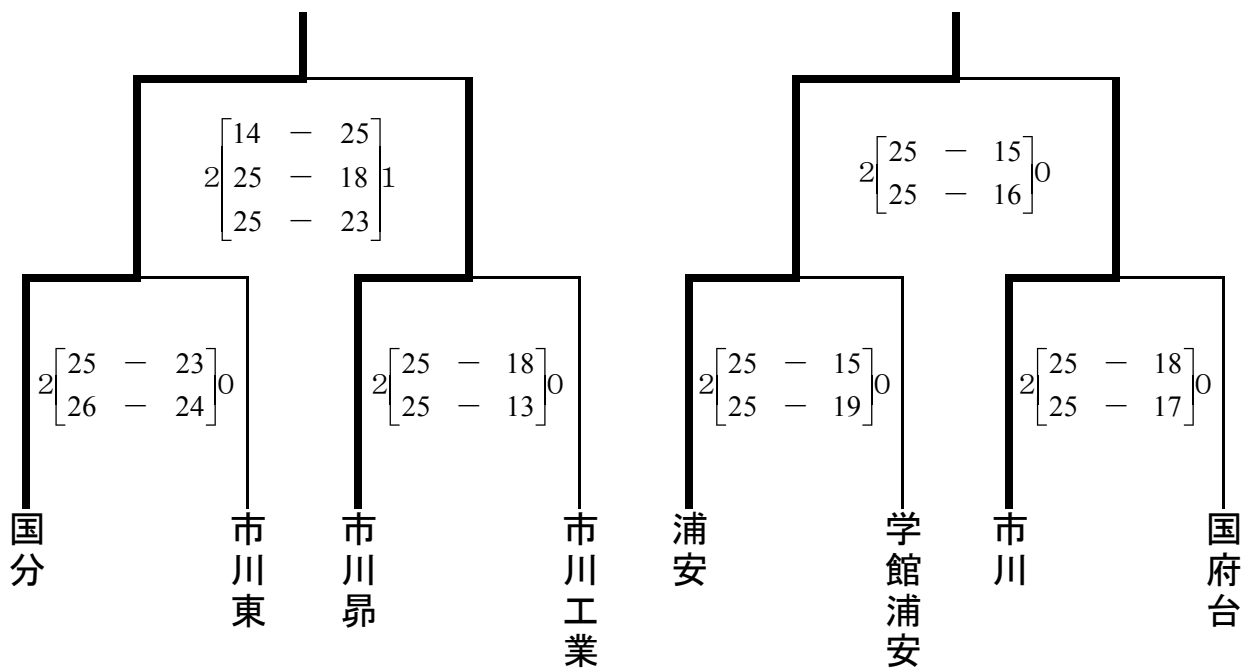 14 － 25
2 25 － 18 1
25 － 23
25 － 15
2 0
25 － 16
25 － 23
2 0
26 － 24
25 － 18
2 0
25 － 13
25 － 15
2 0
25 － 19
25 － 18
2 0
25 － 17
国分
市川東
市川昴
市川工業
浦安
学館浦安
市川
国府台